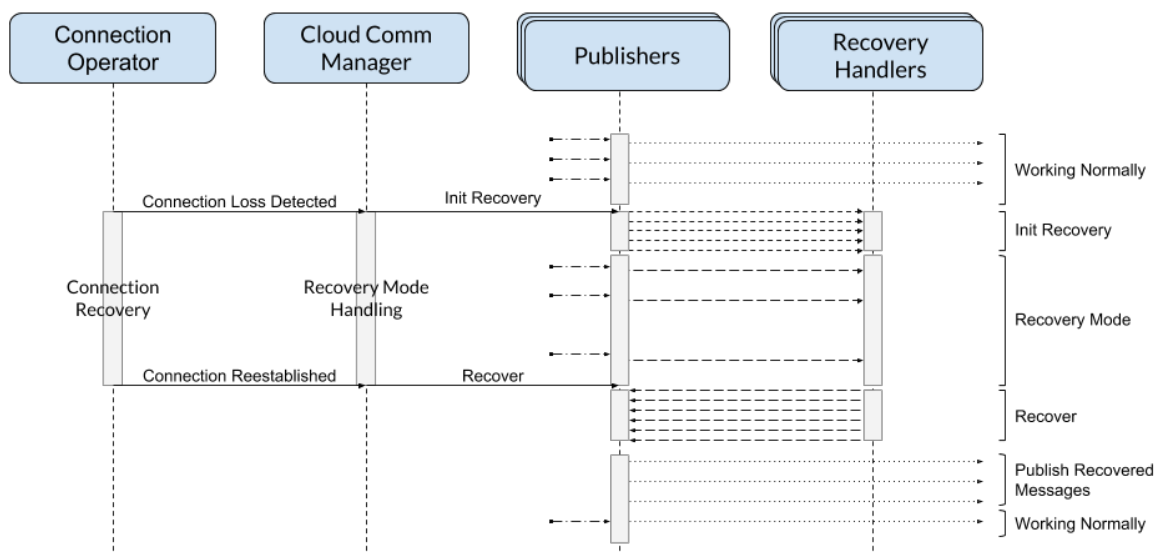 Connection
Operator
Cloud Comm
Manager
Publishers
Recovery
Handlers
Working Normally
Connection Loss Detected
Init Recovery
Init Recovery
Connection
Recovery
Recovery Mode
Handling
Recovery Mode
Connection Reestablished
Recover
Recover
Publish Recovered
Messages
Working Normally